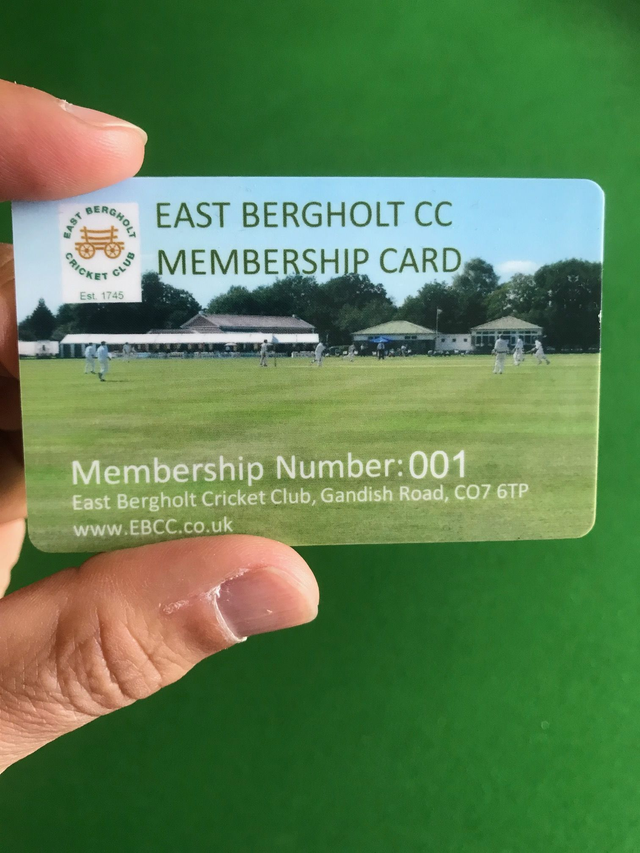 EAST BERGHOLT
CRICKET CLUB
Est. 1745
EAST BERGHOLT CC
MEMBERSHIP CARD
Membership Number: 001
East Bergholt Cricket Club, Gandish Road, CO7 6TP
www.EBCC.co.uk